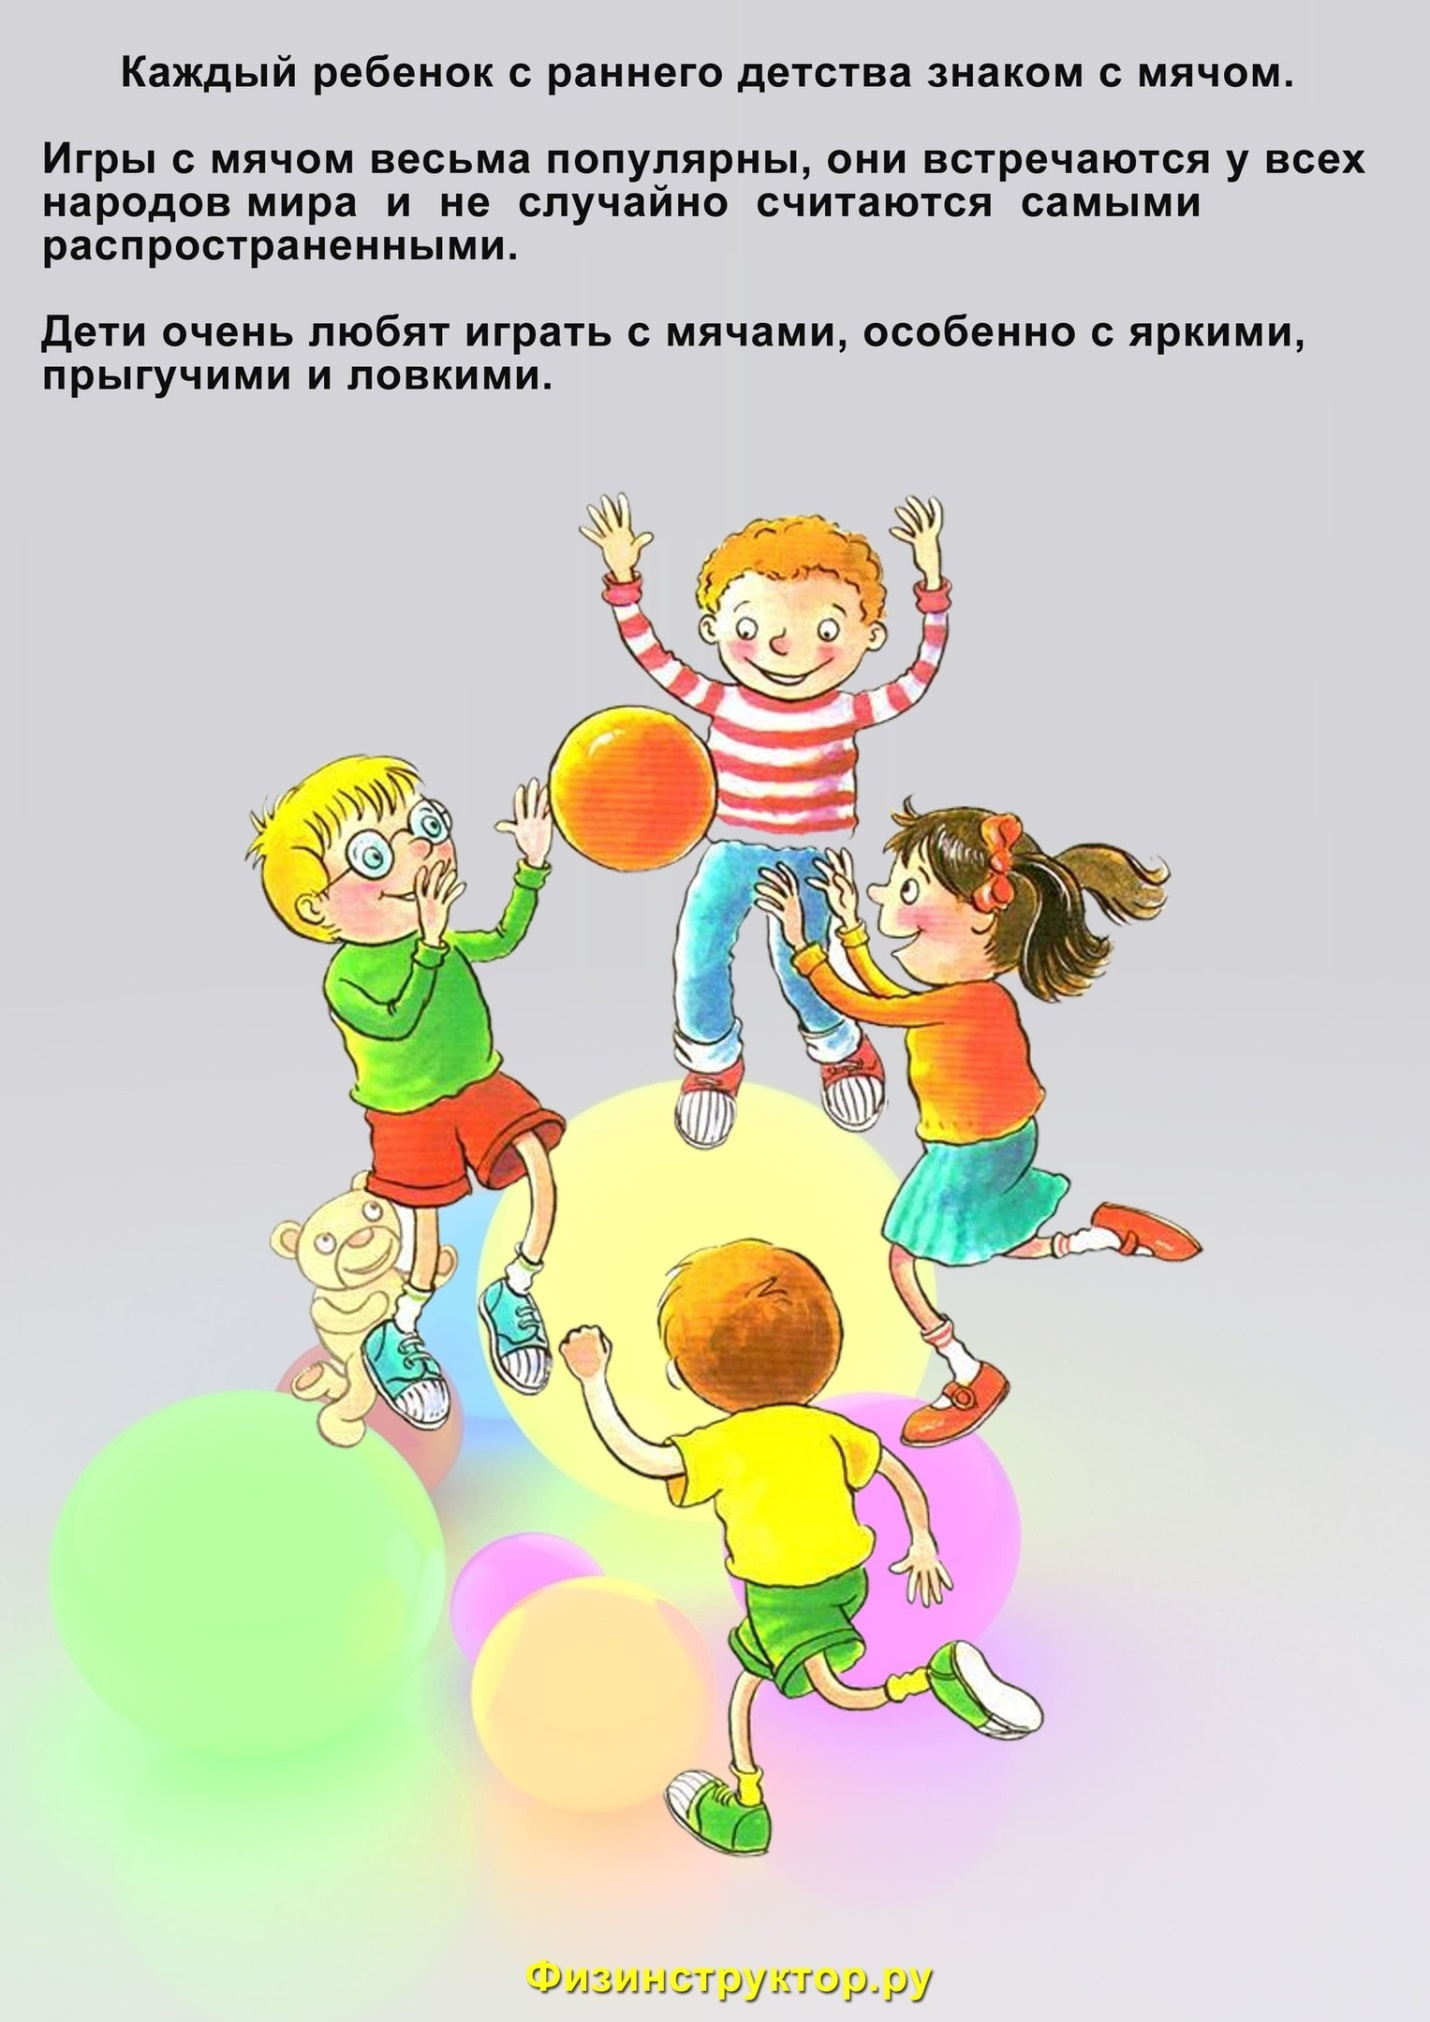 Каждый ребенок с раннего детства знаком с мячом.
Игры с мячом весьма популярны, они встречаются у всех
народов мира и не случайно считаются самыми
распространенными.
Дети очень любят играть с мячами, особенно с яркими,
прыгучими и ловкими.
Физинструктор.ру